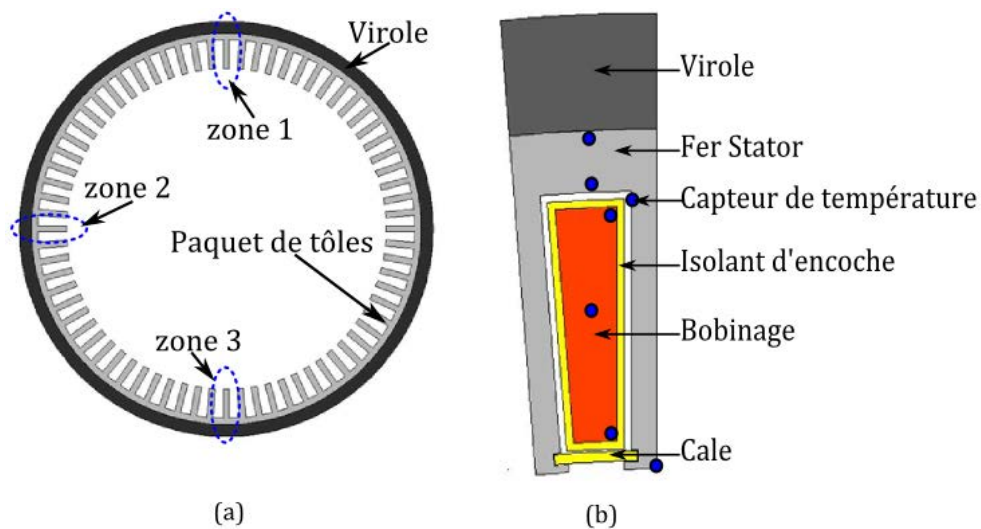 Virole
zone 1
zone 2
Paquet de tôles
zone 3
(a)
Virole
Fer Stator
Capteur de température
Isolant d'encoche
Bobinage
Cale
(b)